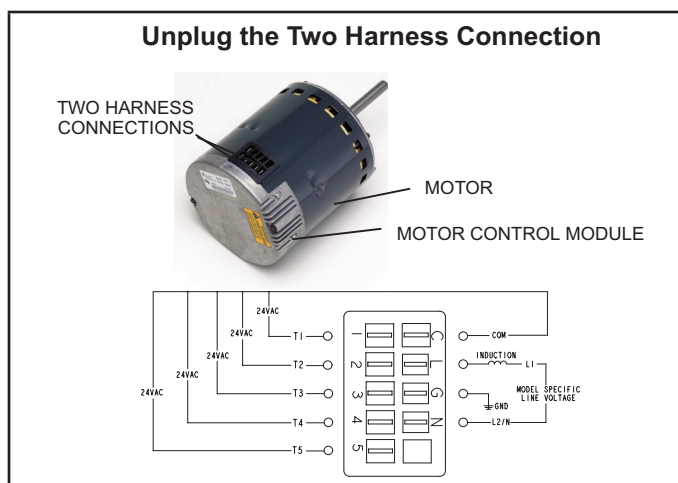 Unplug the Two Harness Connection
TWO HARNESS
CONNECTIONS
MOTOR
MOTOR CONTROL MODULE
24VAC
24VAC
24VAC
24VAC
24VAC
T1
T2
T3
T4
T5
1
2
3
4
5
C
L
G
N
COM
INDUCTION
L1
MODEL SPECIFIC
LINE VOLTAGE
GND
L2/N